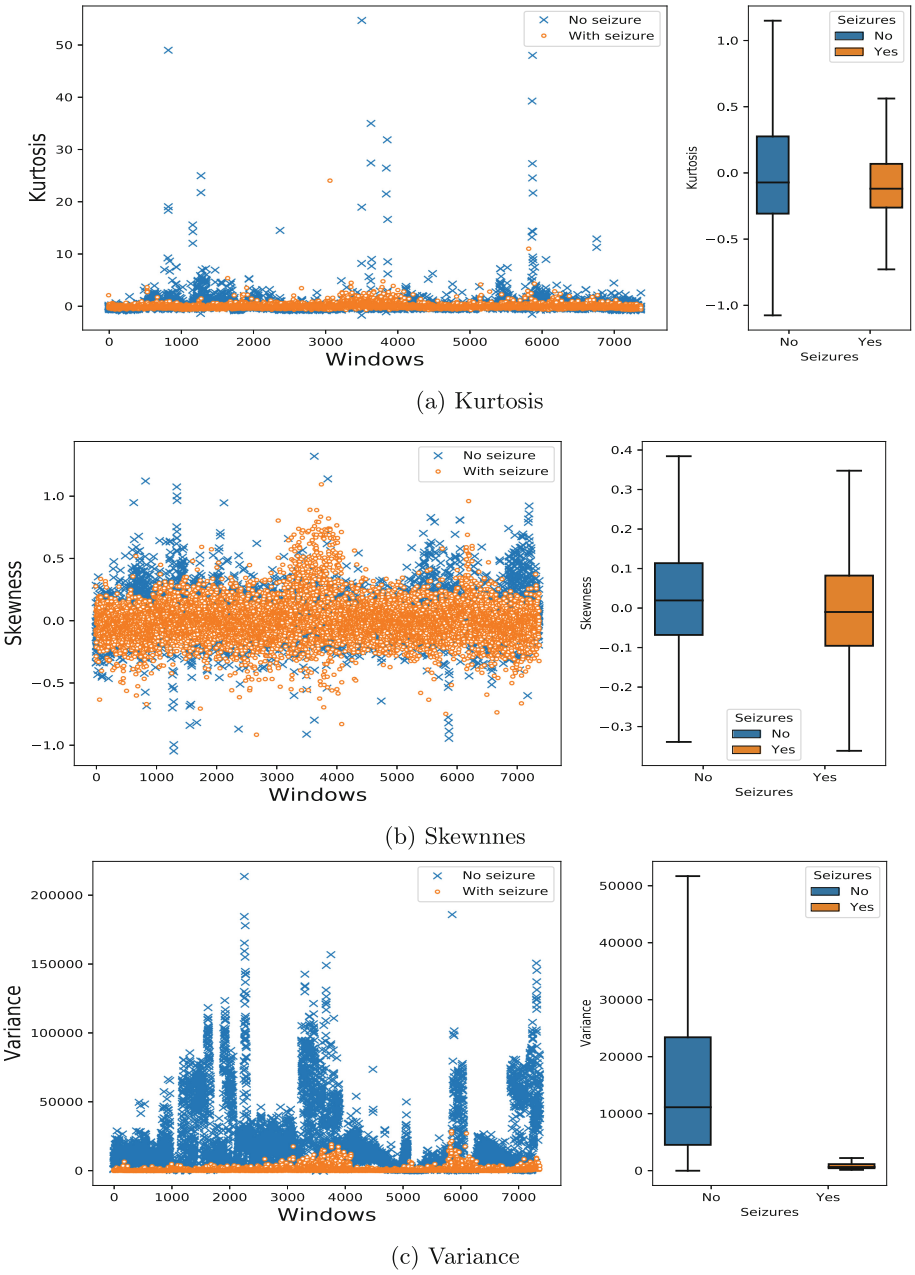 No seizure
With seizure
50
40
30
20
10
0
Kurtosis
0 1000 2000 3000 4000 5000 6000 7000
Windows
Seizures
No
Yes
1.0
0.5
0.0
−0.5
−1.0
Kurtosis
No Yes
Seizures
(a) Kurtosis
No seizure
With seizure
1.0
0.5
0.0
−0.5
−1.0
Skewness
0 1000 2000 3000 4000 5000 6000 7000
Windows
0.4
0.3
0.2
0.1
0.0
−0.1
−0.2
−0.3
Skewness
Seizures
No
Yes
No Yes
Seizures
(b) Skewnnes
No seizure
With seizure
200000
150000
100000
50000
0
Variance
0 1000 2000 3000 4000 5000 6000 7000
Windows
Seizures
No
Yes
50000
40000
30000
20000
10000
0
Variance
No Yes
Seizures
(c) Variance